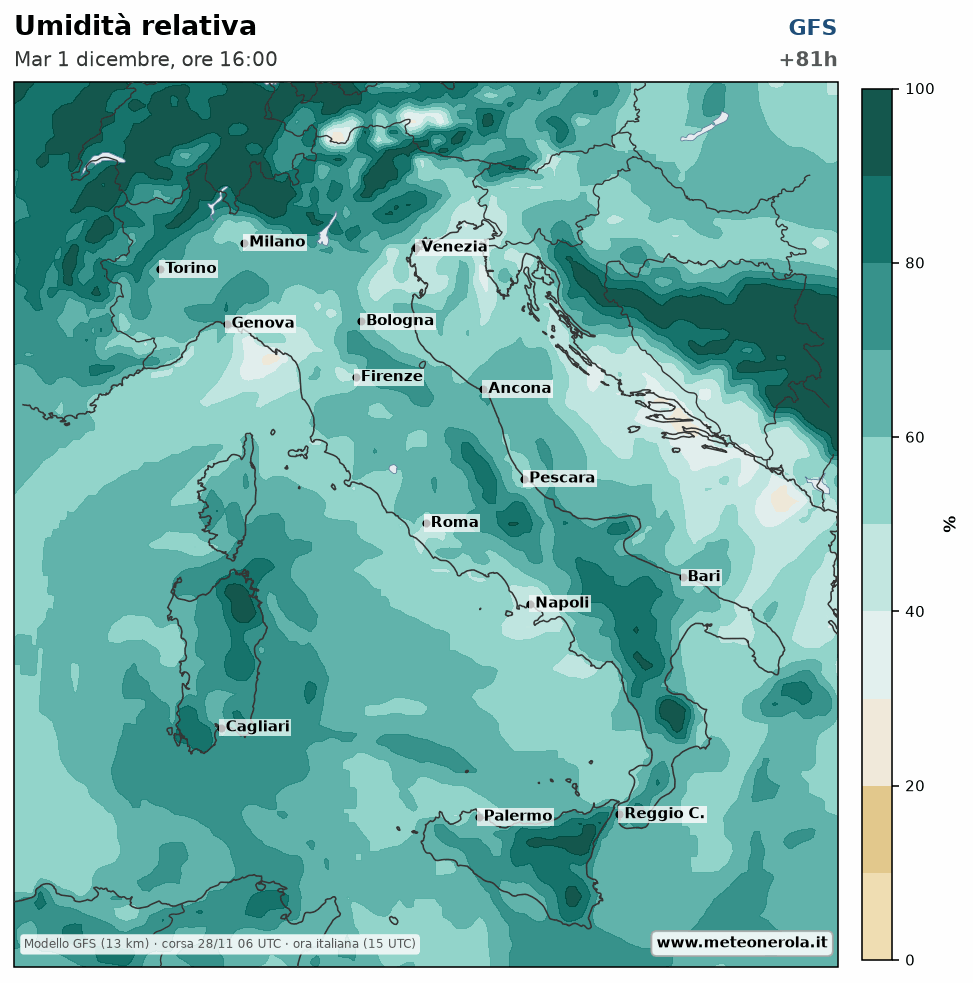 Umidità relativa
GFS
Mar 1 dicembre, ore 16:00
+81h
100
80
60
40
20
0
%
Milano
Venezia
Torino
Genova
Bologna
Firenze
Ancona
Pescara
Roma
Bari
Napoli
Cagliari
Palermo
Reggio C.
Modello GFS (13 km) · corsa 28/11 06 UTC · ora italiana (15 UTC)
www.meteonerola.it